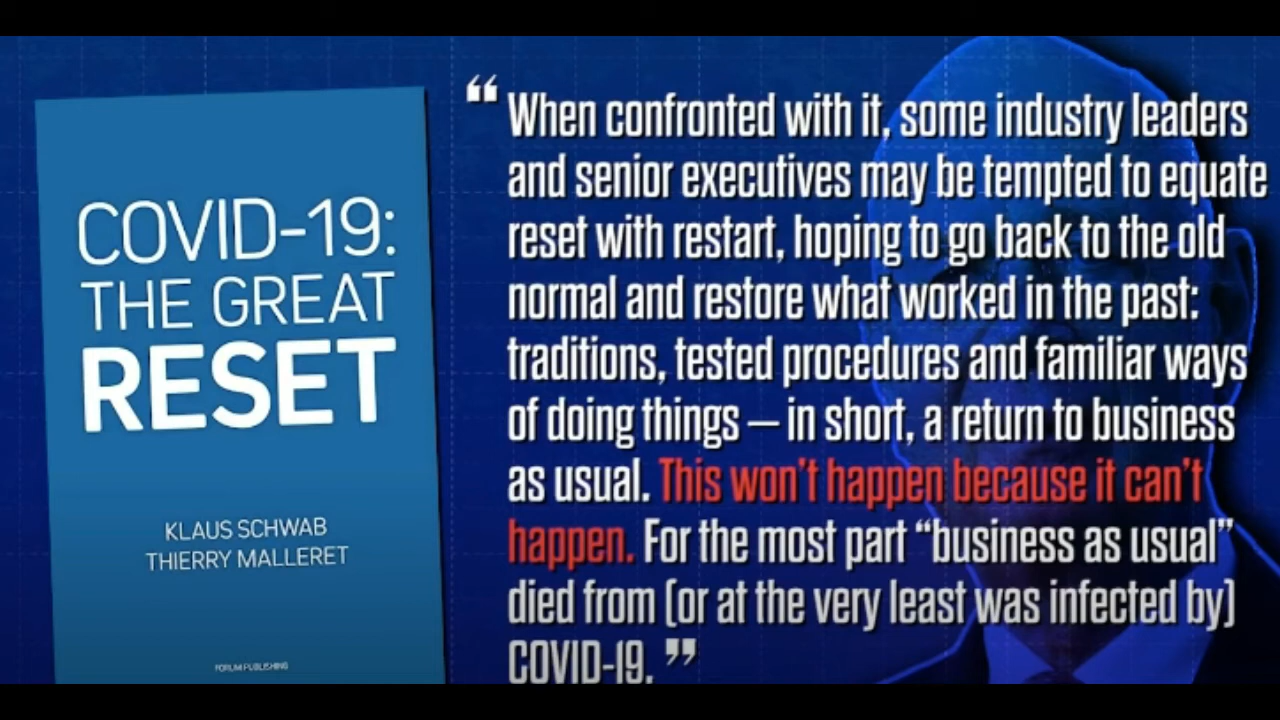 COVID-19:
THE GREAT
RESET
KLAUS SCHWAB
THIERRY MALLERET
FORUM PUBLISHING
“ When confronted with it, some industry leaders
and senior executives may be tempted to equate
reset with restart, hoping to go back to the old
normal and restore what worked in the past:
traditions, tested procedures and familiar ways
of doing things – in short, a return to business
as usual. This won't happen because it can't
happen. For the most part “business as usual”
died from (or at the very least was infected by)
COVID-19. ”